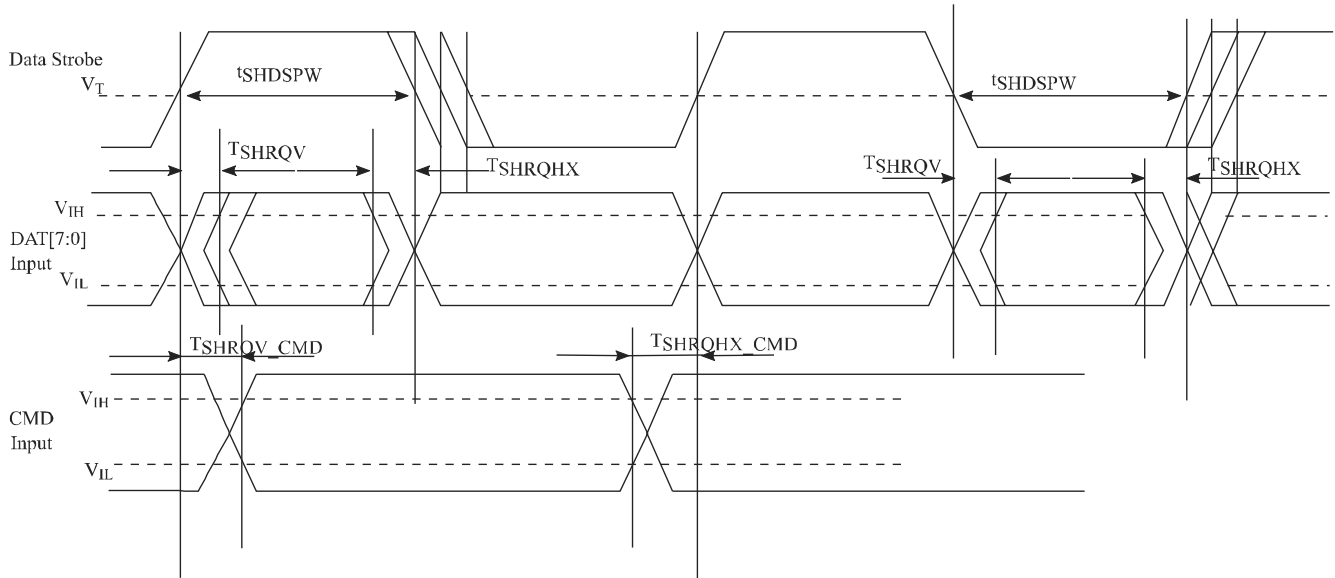 Data Strobe
VT
tSHDSPW
tSHDSPW
TSHRQV
TSHRQHX
TSHRQV
TSHRQHX
VIH
DAT[7:0]
Input
VIL
TSHRQV_CMD
TSHRQHX_CMD
VIH
CMD
Input
VIL